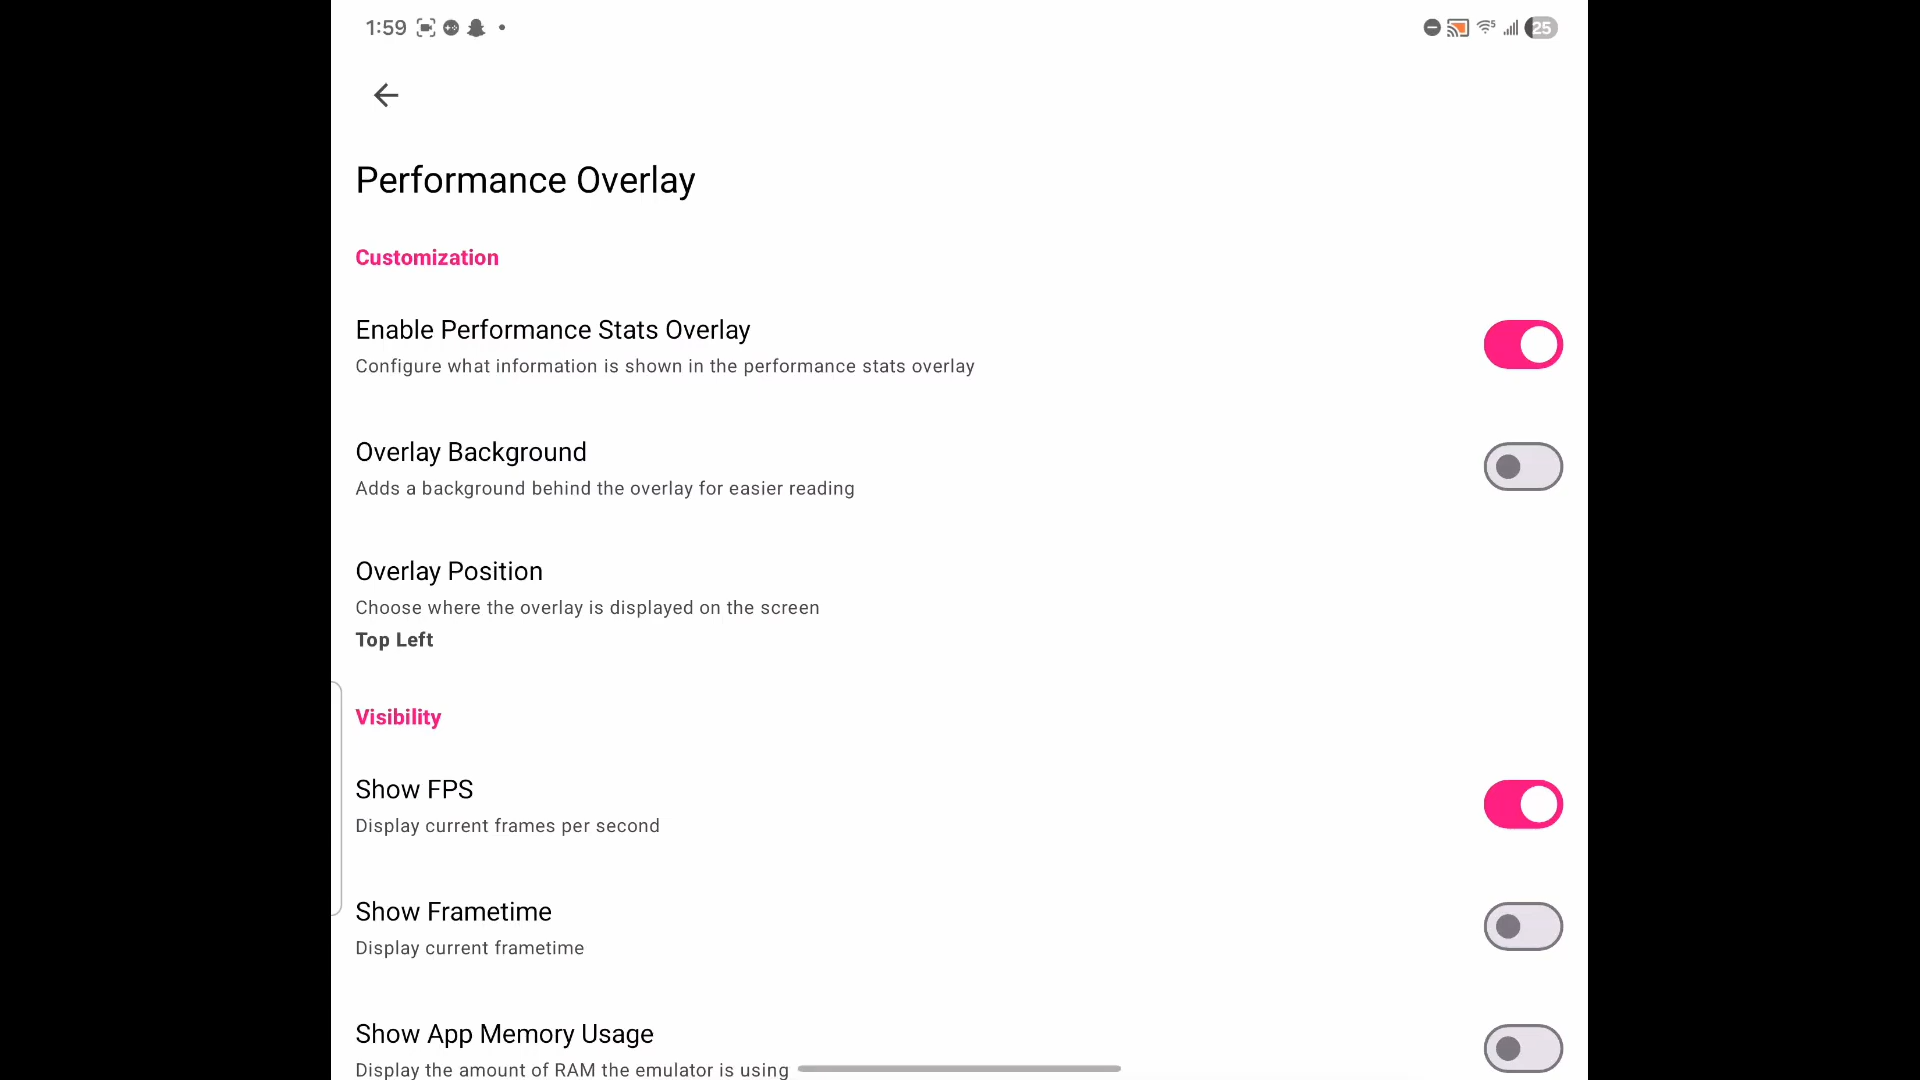 1:59
25
Performance Overlay
Customization
Enable Performance Stats Overlay
Configure what information is shown in the performance stats overlay
Overlay Background
Adds a background behind the overlay for easier reading
Overlay Position
Choose where the overlay is displayed on the screen
Top Left
Visibility
Show FPS
Display current frames per second
Show Frametime
Display current frametime
Show App Memory Usage
Display the amount of RAM the emulator is using